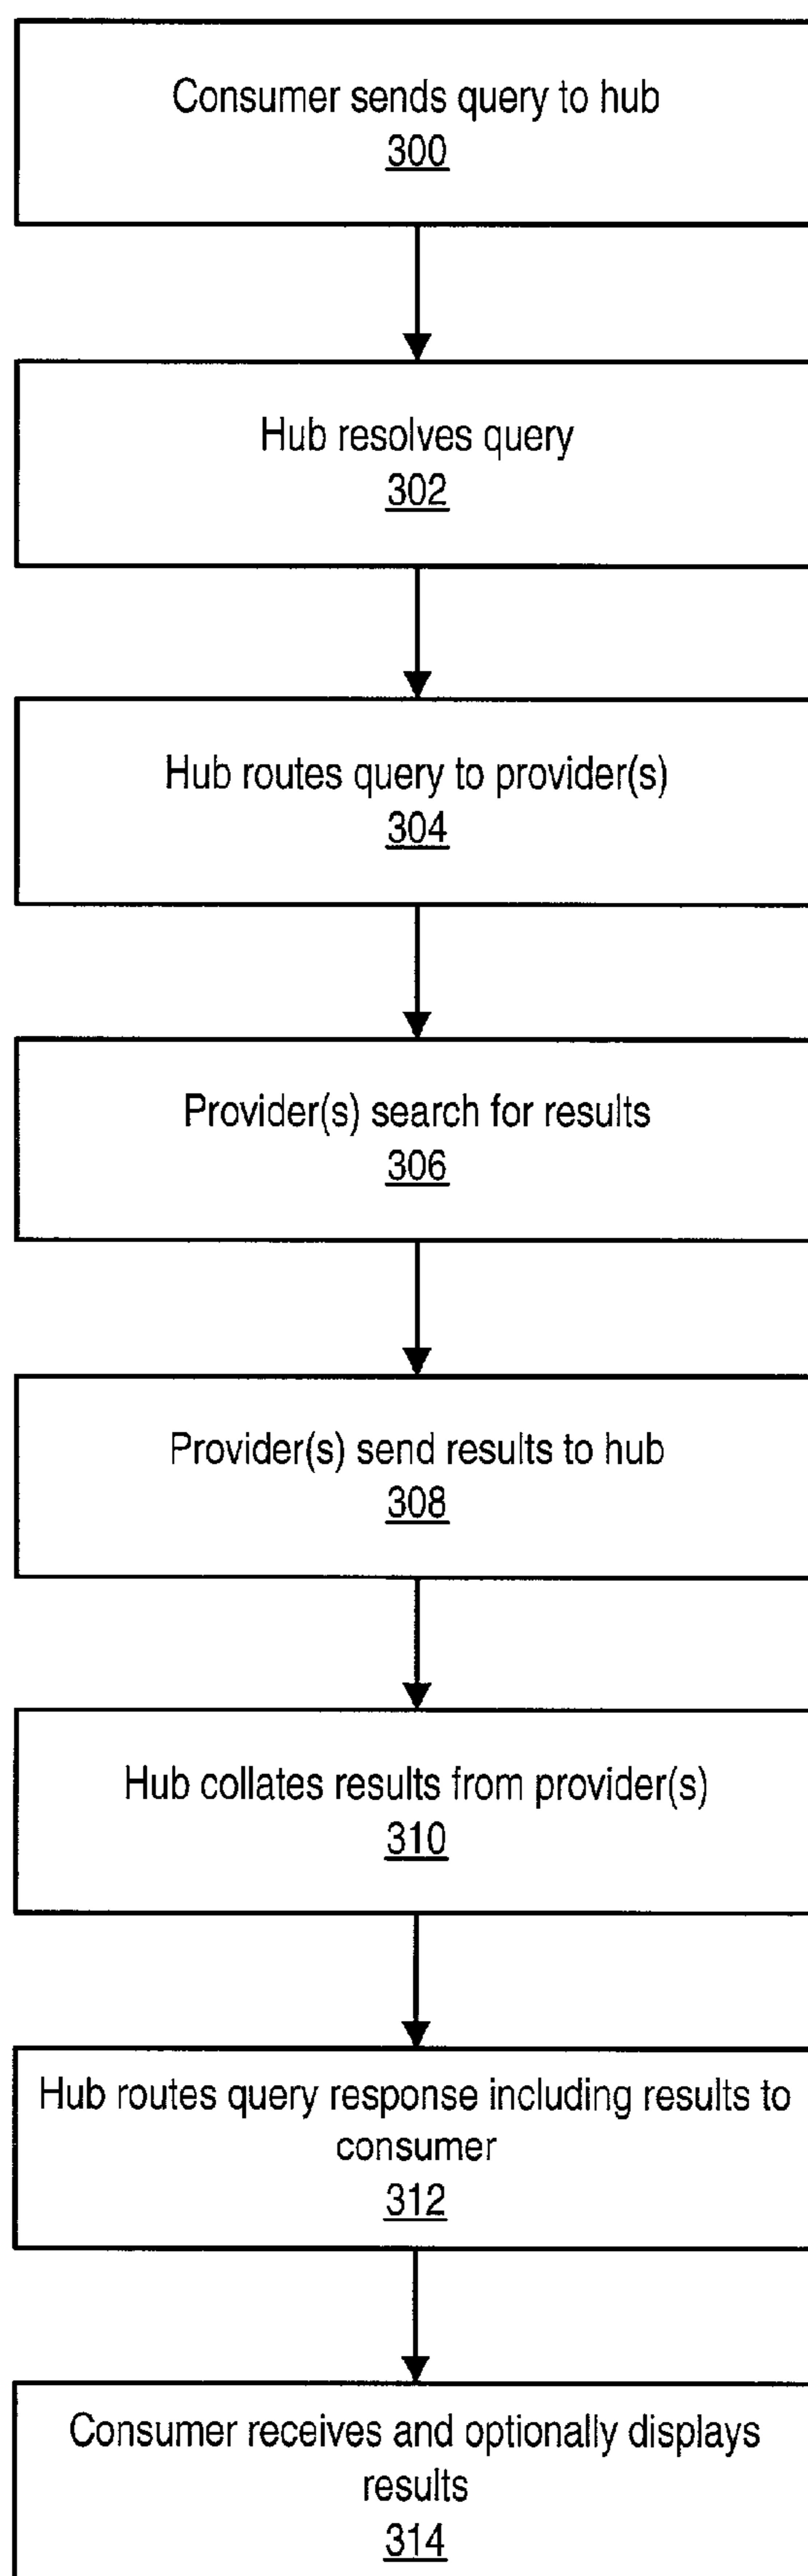 Consumer sends query to hub
300
Hub resolves query
302
Hub routes query to provider(s)
304
Provider(s) search for results
306
Provider(s) send results to hub
308
Hub collates results from provider(s)
310
Hub routes query response including results to
consumer
312
Consumer receives and optionally displays
results
314